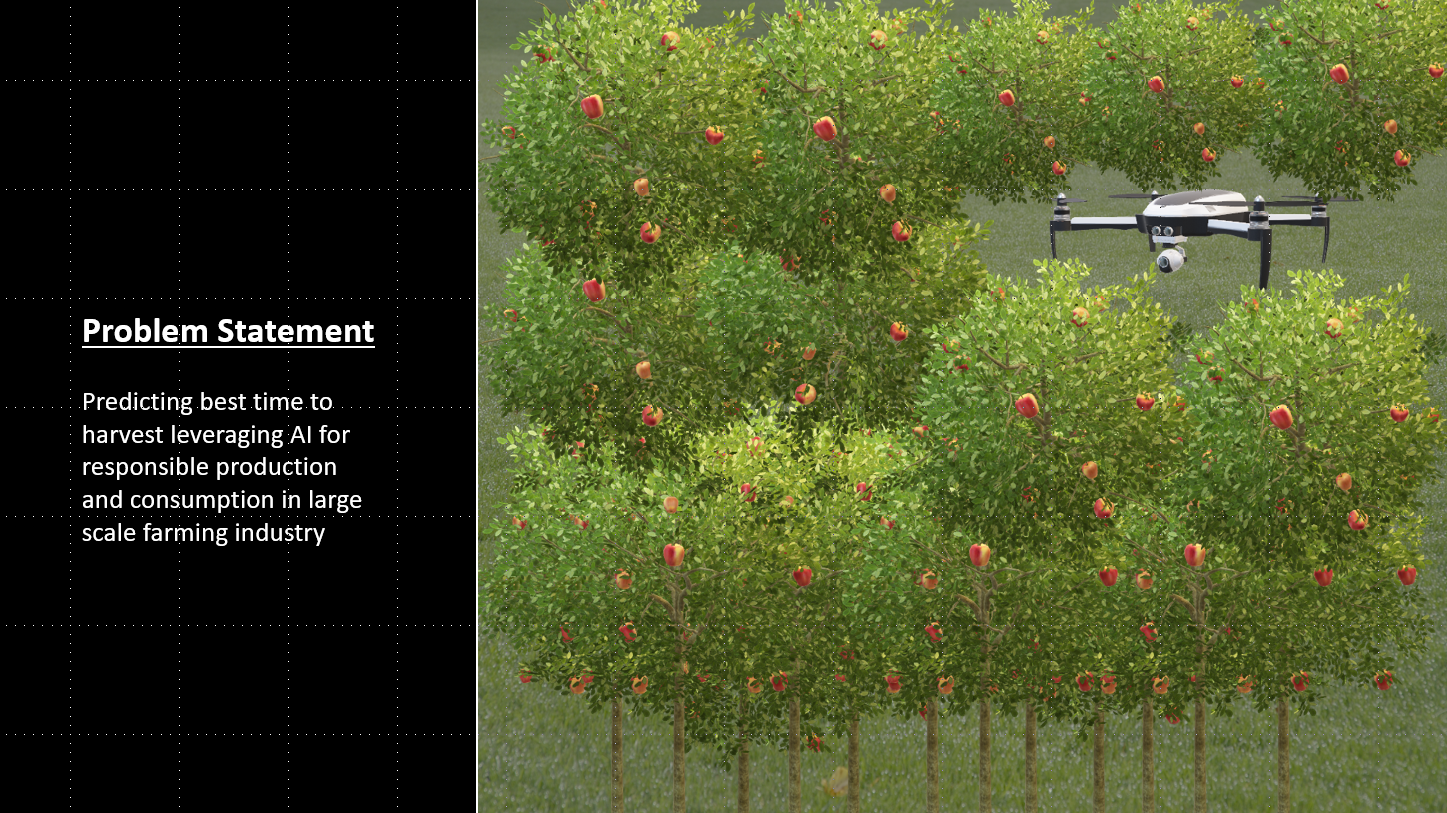 Problem Statement
Predicting best time to
harvest leveraging AI for
responsible production
and consumption in large
scale farming industry